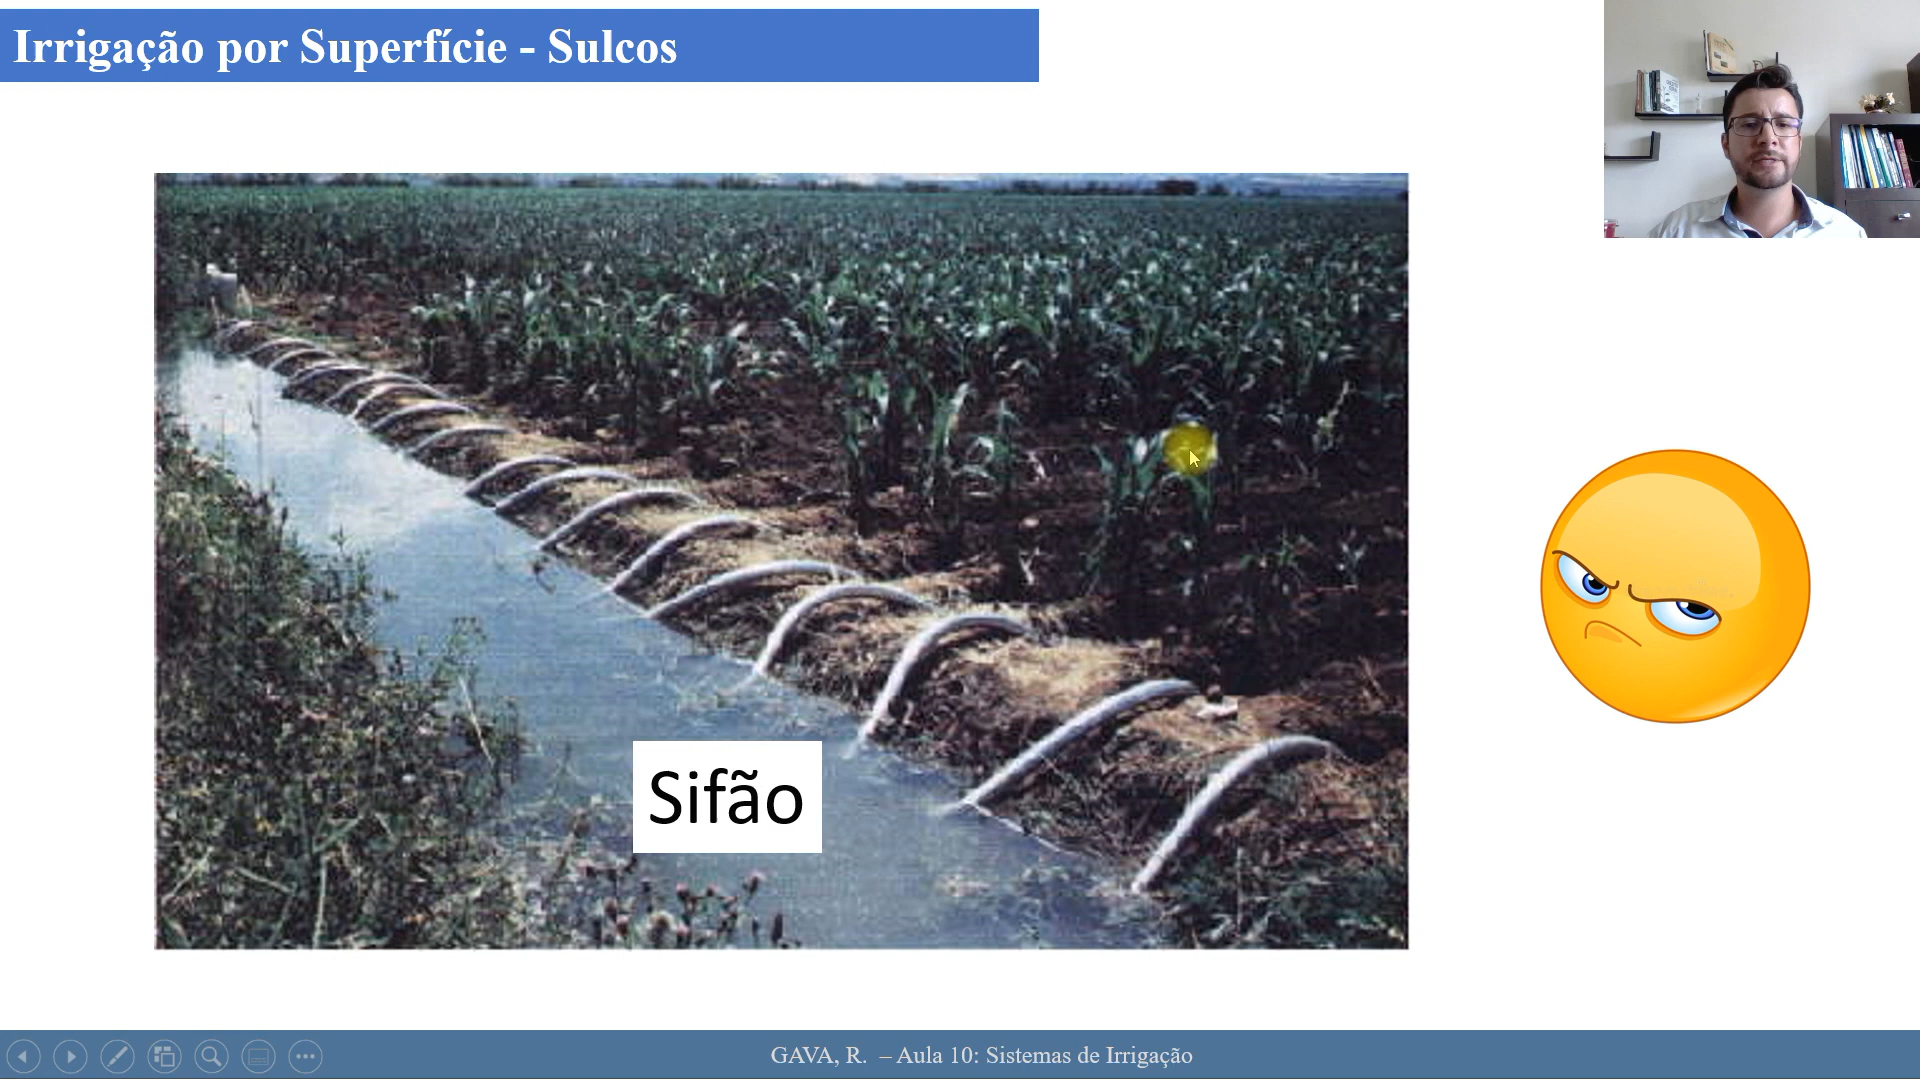 Irrigação por Superfície - Sulcos
Sifão
GAVA, R. – Aula 10: Sistemas de Irrigação